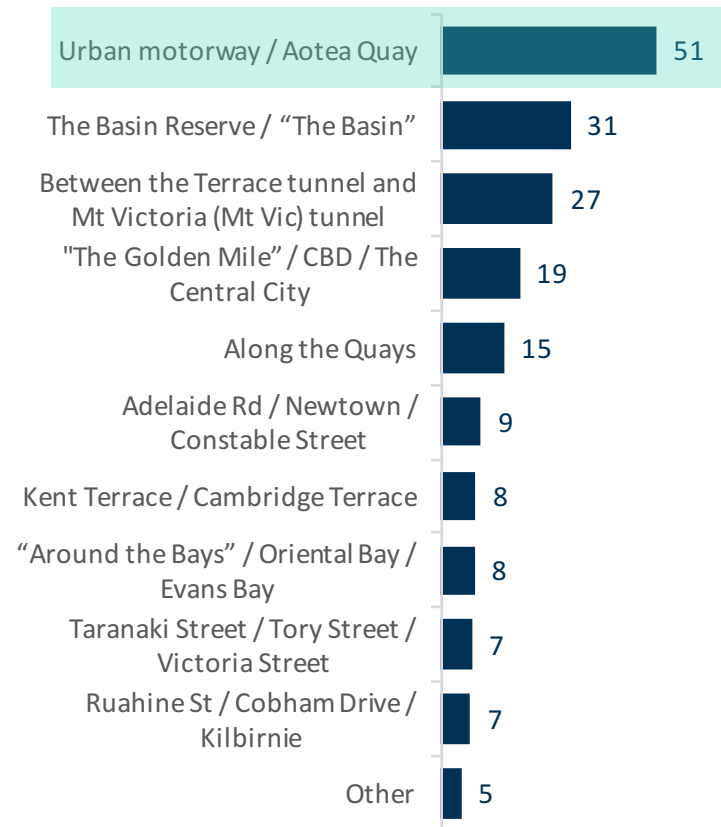 Urban motorway / Aotea Quay
51
The Basin Reserve / “The Basin”
31
Between the Terrace tunnel and
Mt Victoria (Mt Vic) tunnel
27
"The Golden Mile” / CBD / The
Central City
19
Along the Quays
15
Adelaide Rd / Newtown /
Constable Street
9
Kent Terrace / Cambridge Terrace
8
“Around the Bays” / Oriental Bay /
Evans Bay
8
Taranaki Street / Tory Street /
Victoria Street
7
Ruahine St / Cobham Drive /
Kilbirnie
7
Other
5